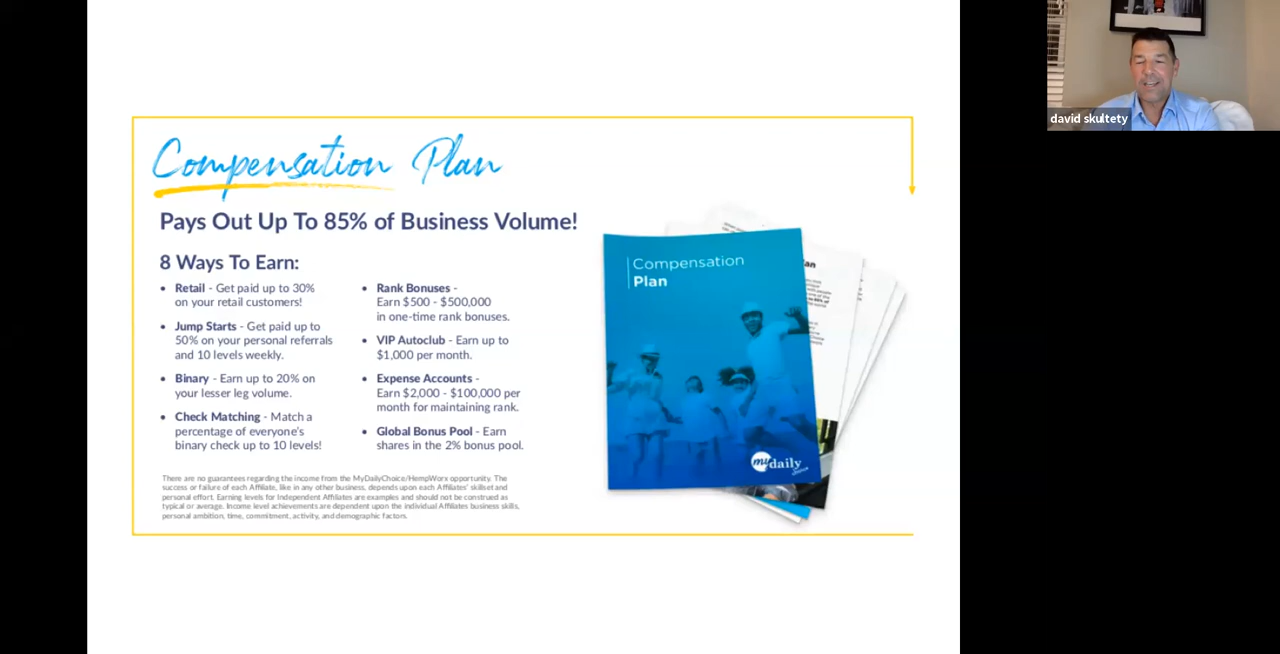 david skultety
Compensation Plan
Pays Out Up To 85% of Business Volume!
8 Ways To Earn:
• Retail - Get paid up to 30%
on your retail customers!
• Jump Starts - Get paid up to
50% on your personal referrals
and 10 levels weekly.
• Binary - Earn up to 20% on
your lesser leg volume.
• Check Matching - Match a
percentage of everyone's
binary check up to 10 levels!
• Rank Bonuses -
Earn $500 - $500,000
in one-time rank bonuses.
• VIP Autoclub - Earn up to
$1,000 per month.
• Expense Accounts -
Earn $2,000 - $100,000 per
month for maintaining rank.
• Global Bonus Pool - Earn
shares in the 2% bonus pool.
There are no guarantees regarding the income from the MyDailyChoice/HempWorx opportunity. The
success or failure of each Affiliate, like in any other business, depends upon each Affiliates' skillset and
personal effort. Earning levels for Independent Affiliates are examples and should not be construed as
typical or average. Income level achievements are dependent upon the individual Affiliates business skills,
personal ambition, time, commitment, activity, and demographic factors.
Compensation
Plan
my daily
choice